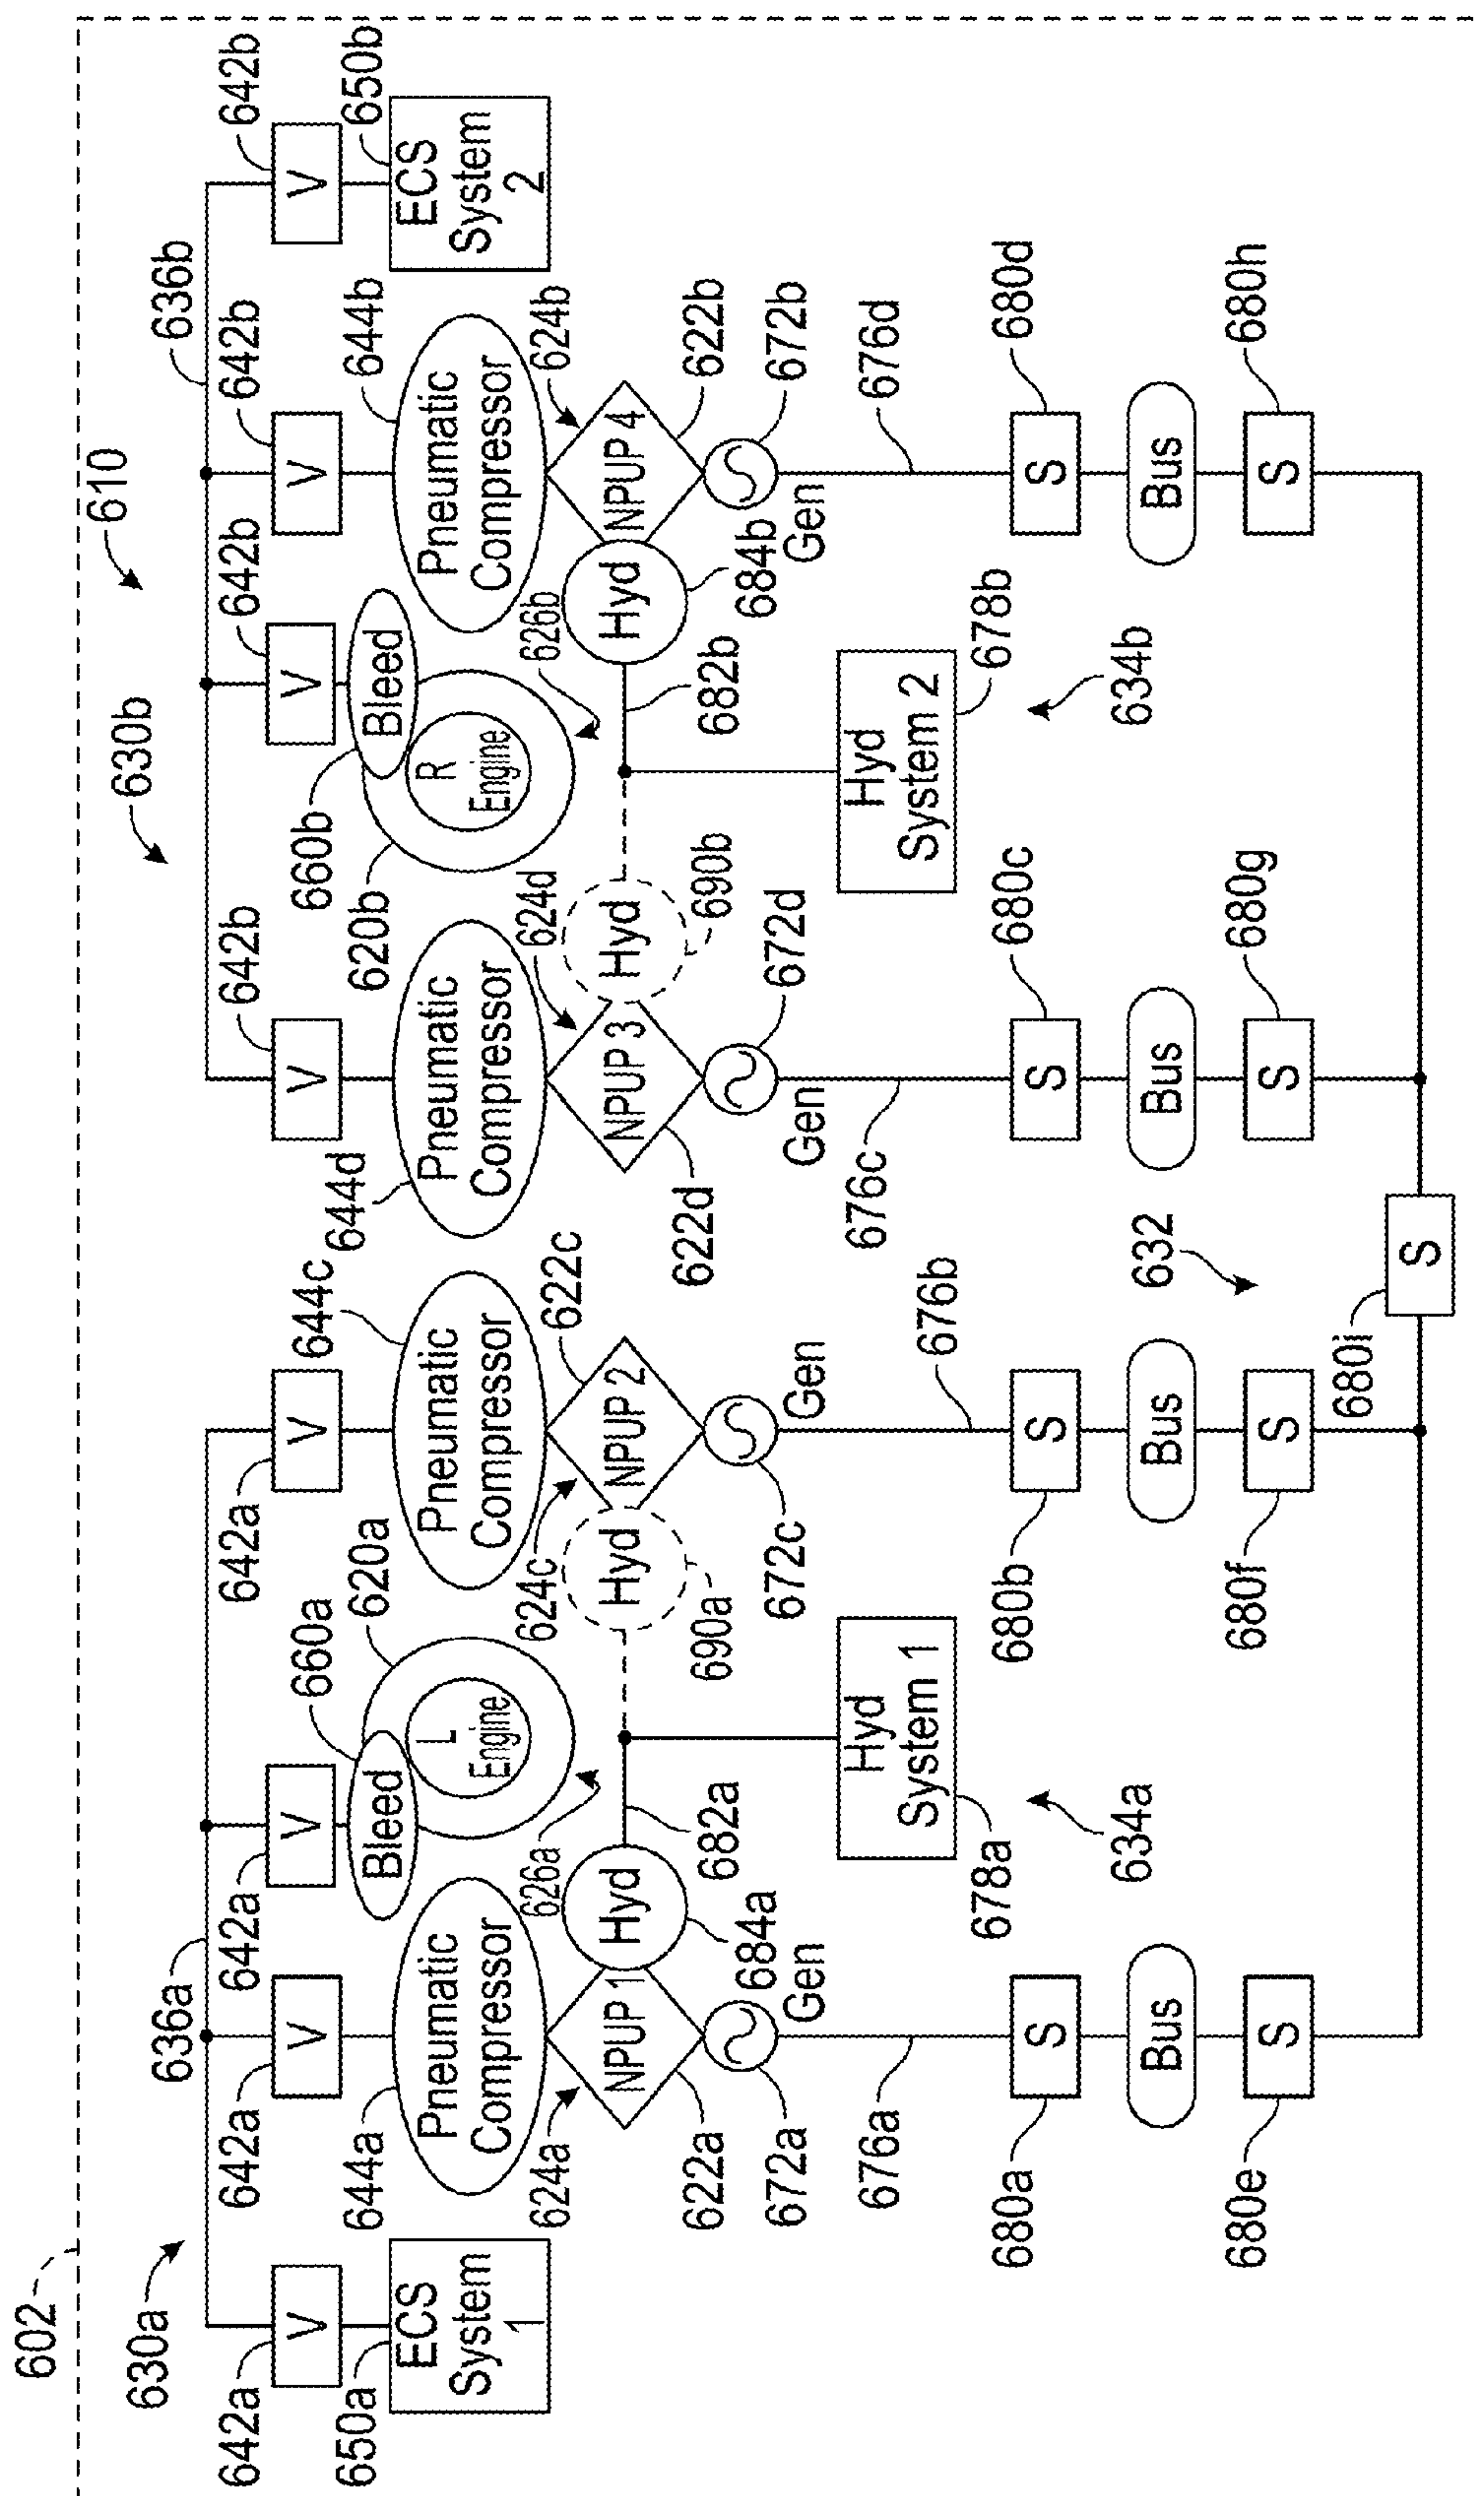 602
610
630a
630b
636a
636b
642a
642a
642a
642a
642b
642b
642b
642b
V
V
V
V
V
V
V
V
650a
ECS
System
1
644a
Pneumatic
Compressor
660a
Bleed
620a
L
Engine
644c
Pneumatic
Compressor
644d
Pneumatic
Compressor
660b
Bleed
620b
R
Engine
644b
Pneumatic
Compressor
650b
ECS
System
2
624a
NPUP 1
622a
Hyd
684a
626a
682a
Hyd
690a
624c
NPUP 2
622c
624d
NPUP 3
622d
Hyd
690b
626b
682b
Hyd
684b
624b
NPUP 4
622b
672a
Gen
672c
Gen
672d
Gen
672b
Gen
678a
Hyd
System 1
634a
678b
Hyd
System 2
634b
676a
676b
676c
676d
680a
S
680b
S
680c
S
680d
S
Bus
Bus
Bus
Bus
632
680e
S
680f
S
680g
S
680h
S
680i
S